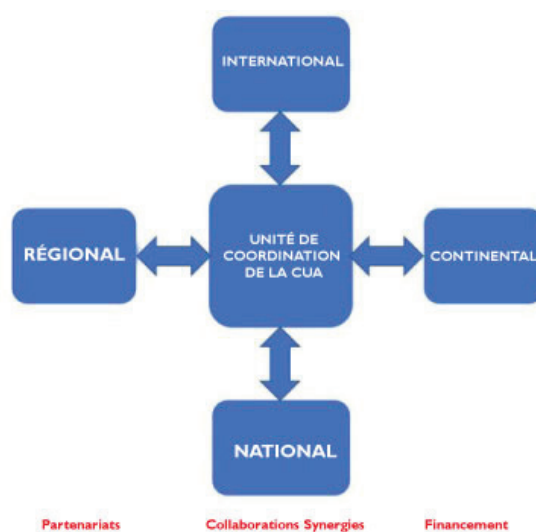 INTERNATIONAL
RÉGIONAL
UNITÉ DE
COORDINATION
DE LA CUA
CONTINENTAL
NATIONAL
Partenariats
Collaborations Synergies
Financement